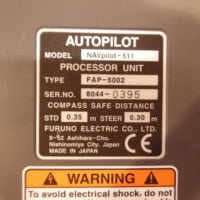 AUTOPILOT
MODEL NAVpilot-511
PROCESSOR UNIT
TYPE FAP-5002
SER.NO. 8044-0395
COMPASS SAFE DISTANCE
STD 0.35 m STEER 0.30 m
FURUNO ELECTRIC CO., LTD.
9-52 Ashihara-Cho,
Nishinomiya City, Japan
MADE IN JAPAN
WARNING
To avoid electrical shock, do not